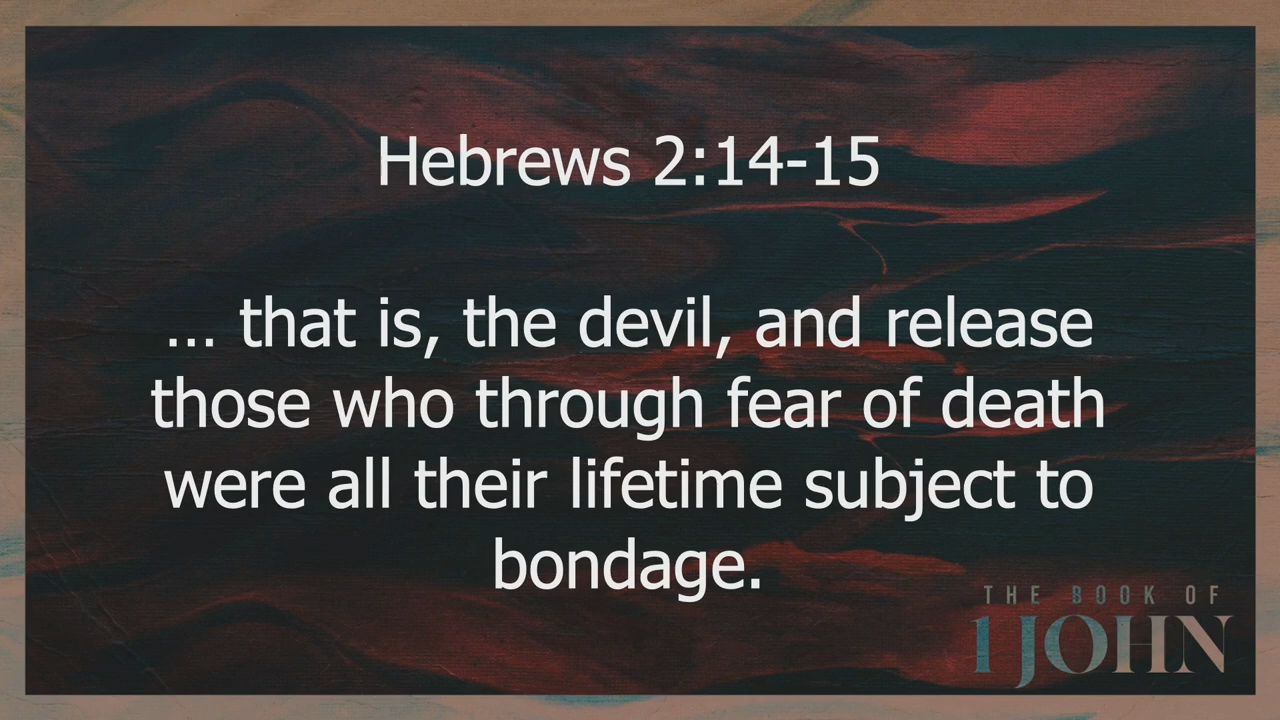 Hebrews 2:14-15
... that is, the devil, and release
those who through fear of death
were all their lifetime subject to
bondage.
THE BOOK OF
1 JOHN